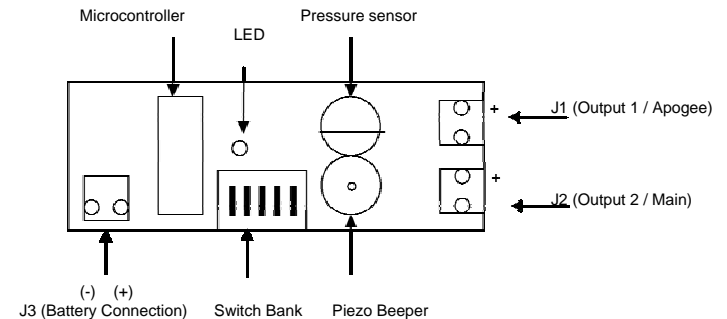 Microcontroller
Pressure sensor
LED
+
J1 (Output 1 / Apogee)
+
J2 (Output 2 / Main)
(-) (+)
J3 (Battery Connection)
Switch Bank
Piezo Beeper